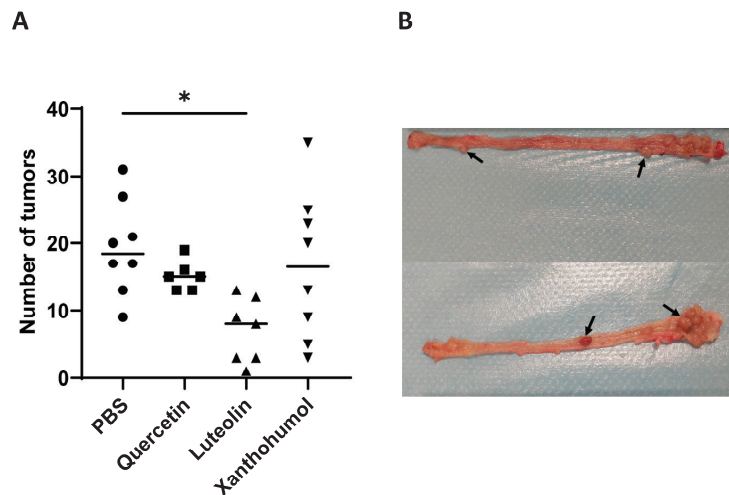 A
B
*
40
30
20
10
0
Number of tumors
PBS
Quercetin
Luteolin
Xanthohumol